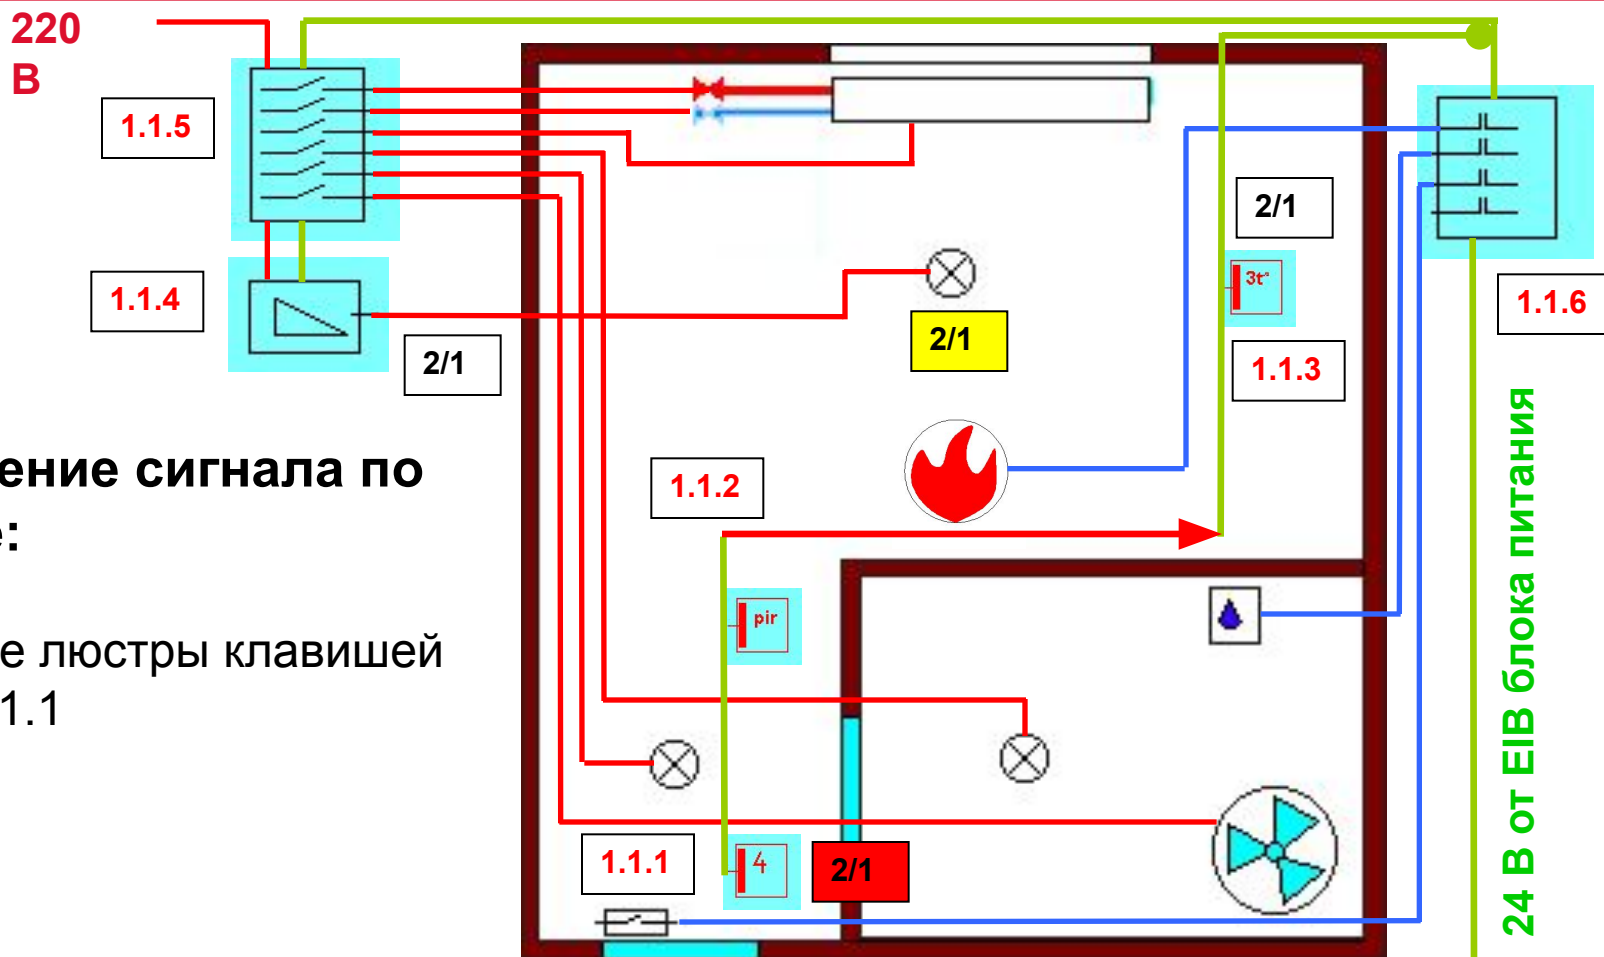 220
В
1.1.5
2/1
3t°
1.1.4
1.1.6
2/1
2/1
1.1.3
ение сигнала по
е:
1.1.2
24 В от EIB блока питания
pir
е люстры клавишей
1.1
1.1.1
4
2/1